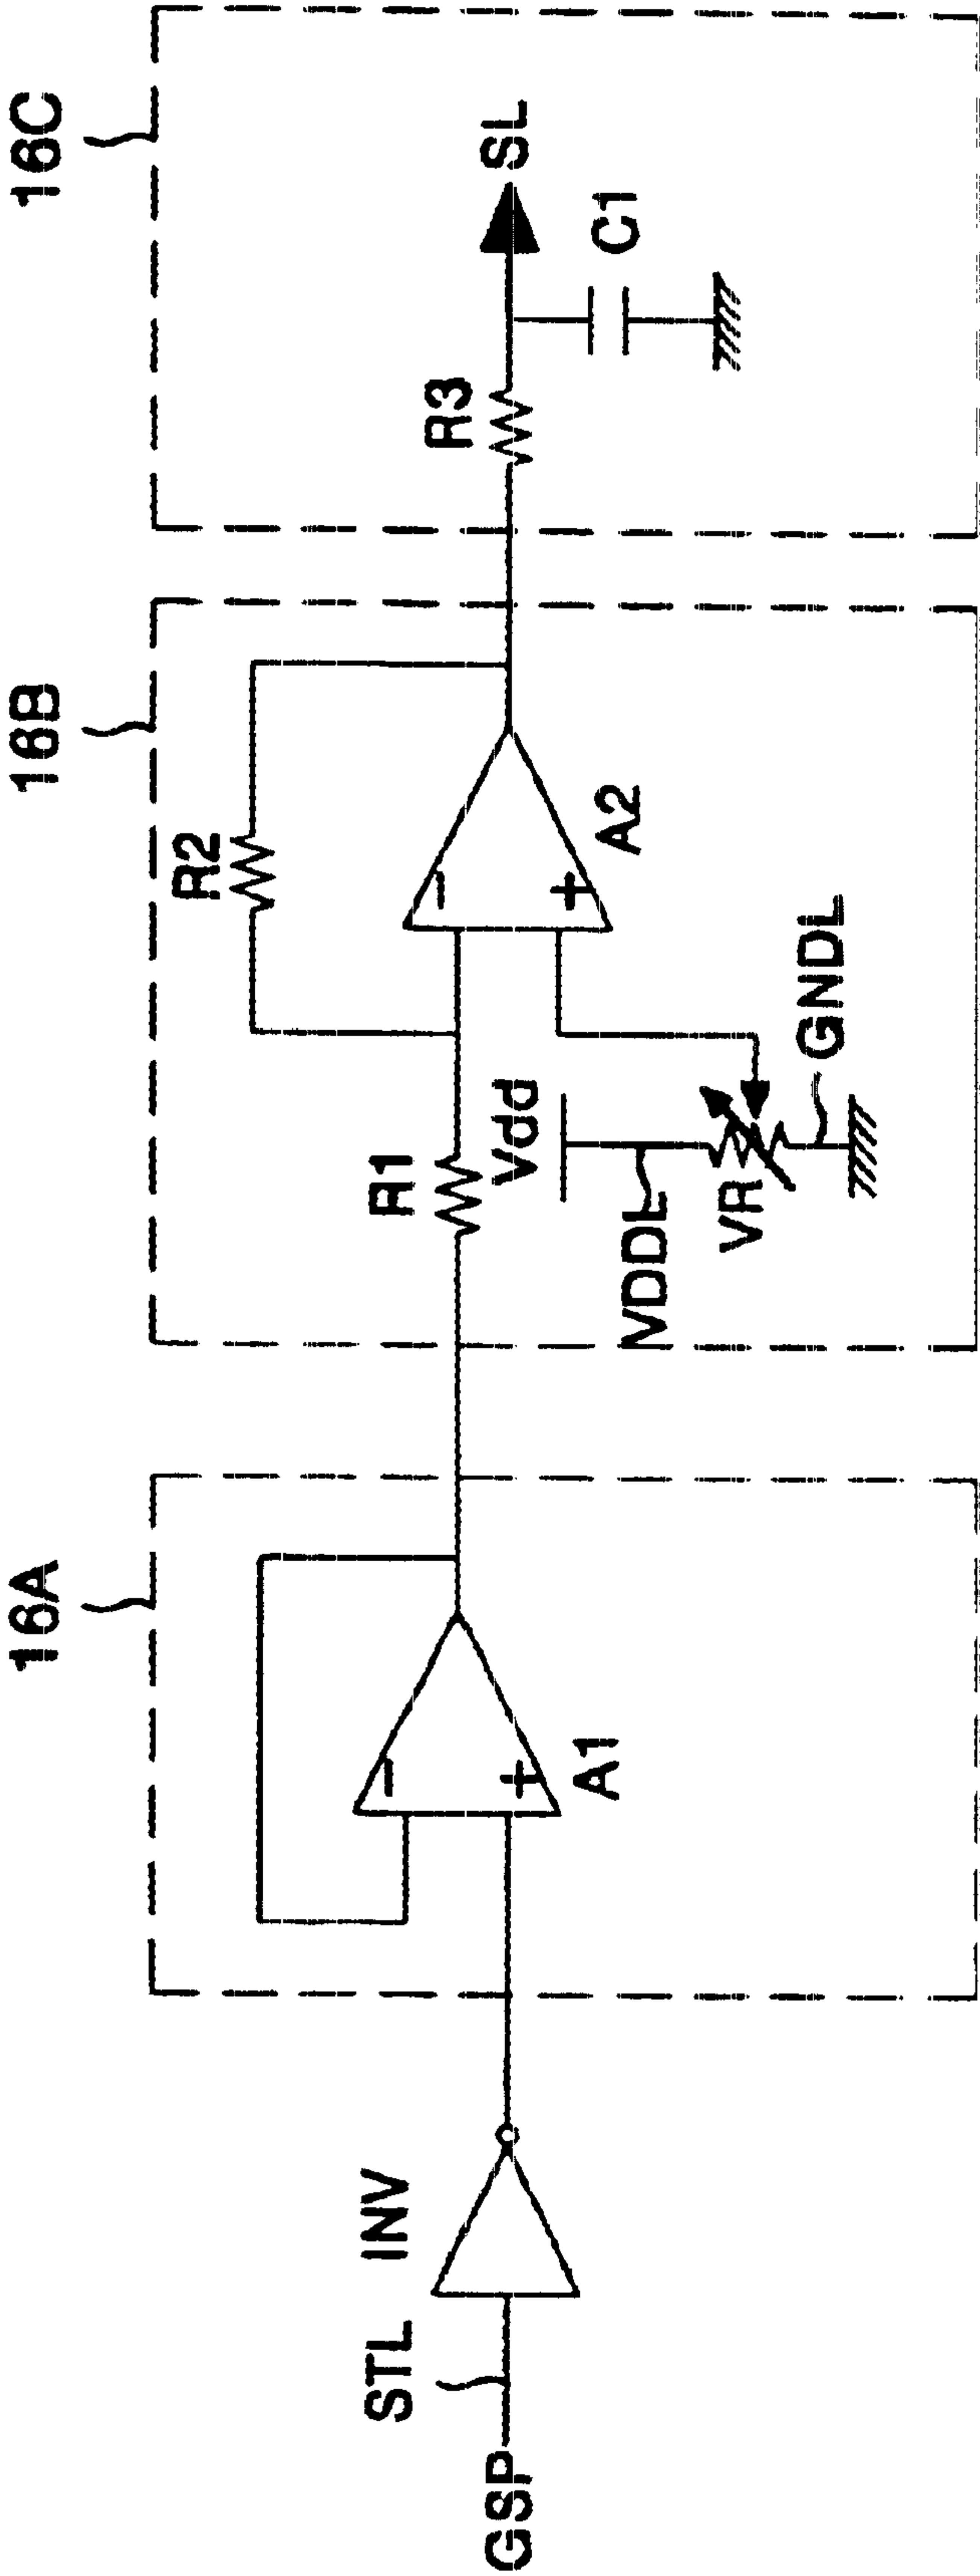 16A
16B
16C
R2
R1
R3
SL
STL
INV
Vdd
C1
GSP
A1
A2
VDDL
VR
GNDL